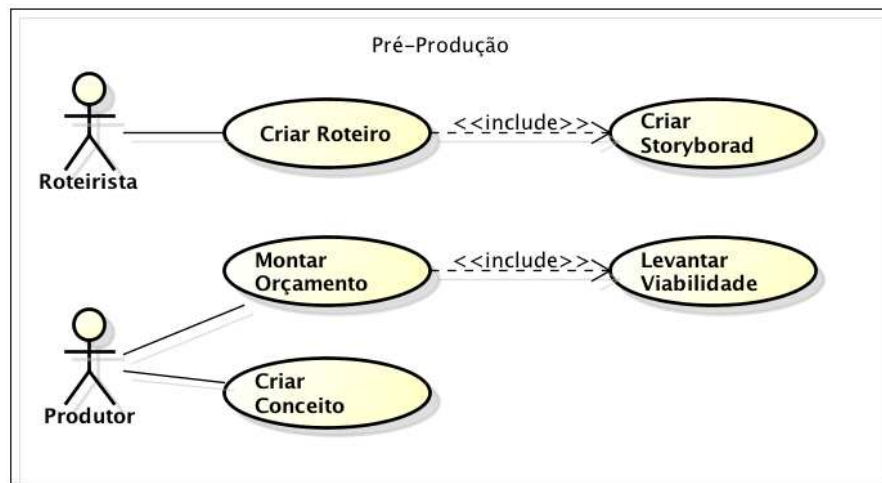 Pré-Produção
Criar Roteiro
<<include>>
Criar
Storyborad
Roteirista
Montar
Orçamento
<<include>>
Levantar
Viabilidade
Criar
Conceito
Produtor